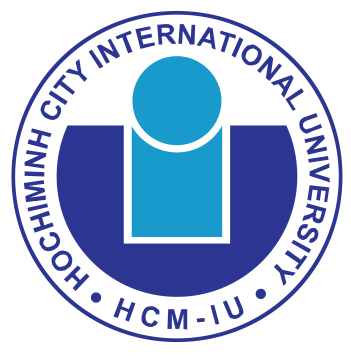 HOCHIMINH CITY INTERNATIONAL UNIVERSITY
• HCM-IU •